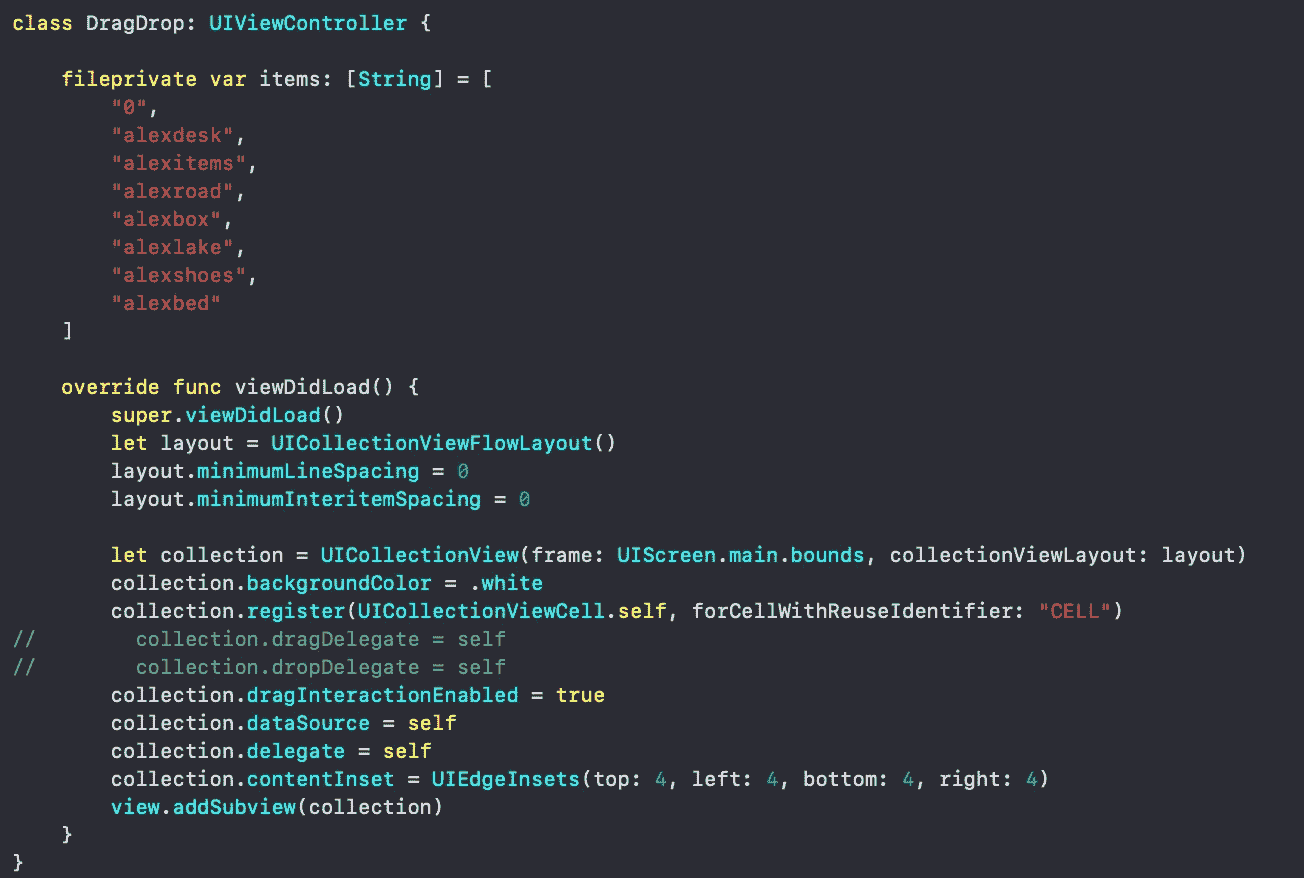 class DragDrop: UIViewController {
    fileprivate var items: [String] = [
        "0",
        "alexdesk",
        "alexitems",
        "alexroad",
        "alexbox",
        "alexlake",
        "alexshoes",
        "alexbed"
    ]
    override func viewDidLoad() {
        super.viewDidLoad()
        let layout = UICollectionViewFlowLayout()
        layout.minimumLineSpacing = 0
        layout.minimumInteritemSpacing = 0
        let collection = UICollectionView(frame: UIScreen.main.bounds, collectionViewLayout: layout)
        collection.backgroundColor = .white
        collection.register(UICollectionViewCell.self, forCellWithReuseIdentifier: "CELL")
//        collection.dragDelegate = self
//        collection.dropDelegate = self
        collection.dragInteractionEnabled = true
        collection.dataSource = self
        collection.delegate = self
        collection.contentInset = UIEdgeInsets(top: 4, left: 4, bottom: 4, right: 4)
        view.addSubview(collection)
    }
}